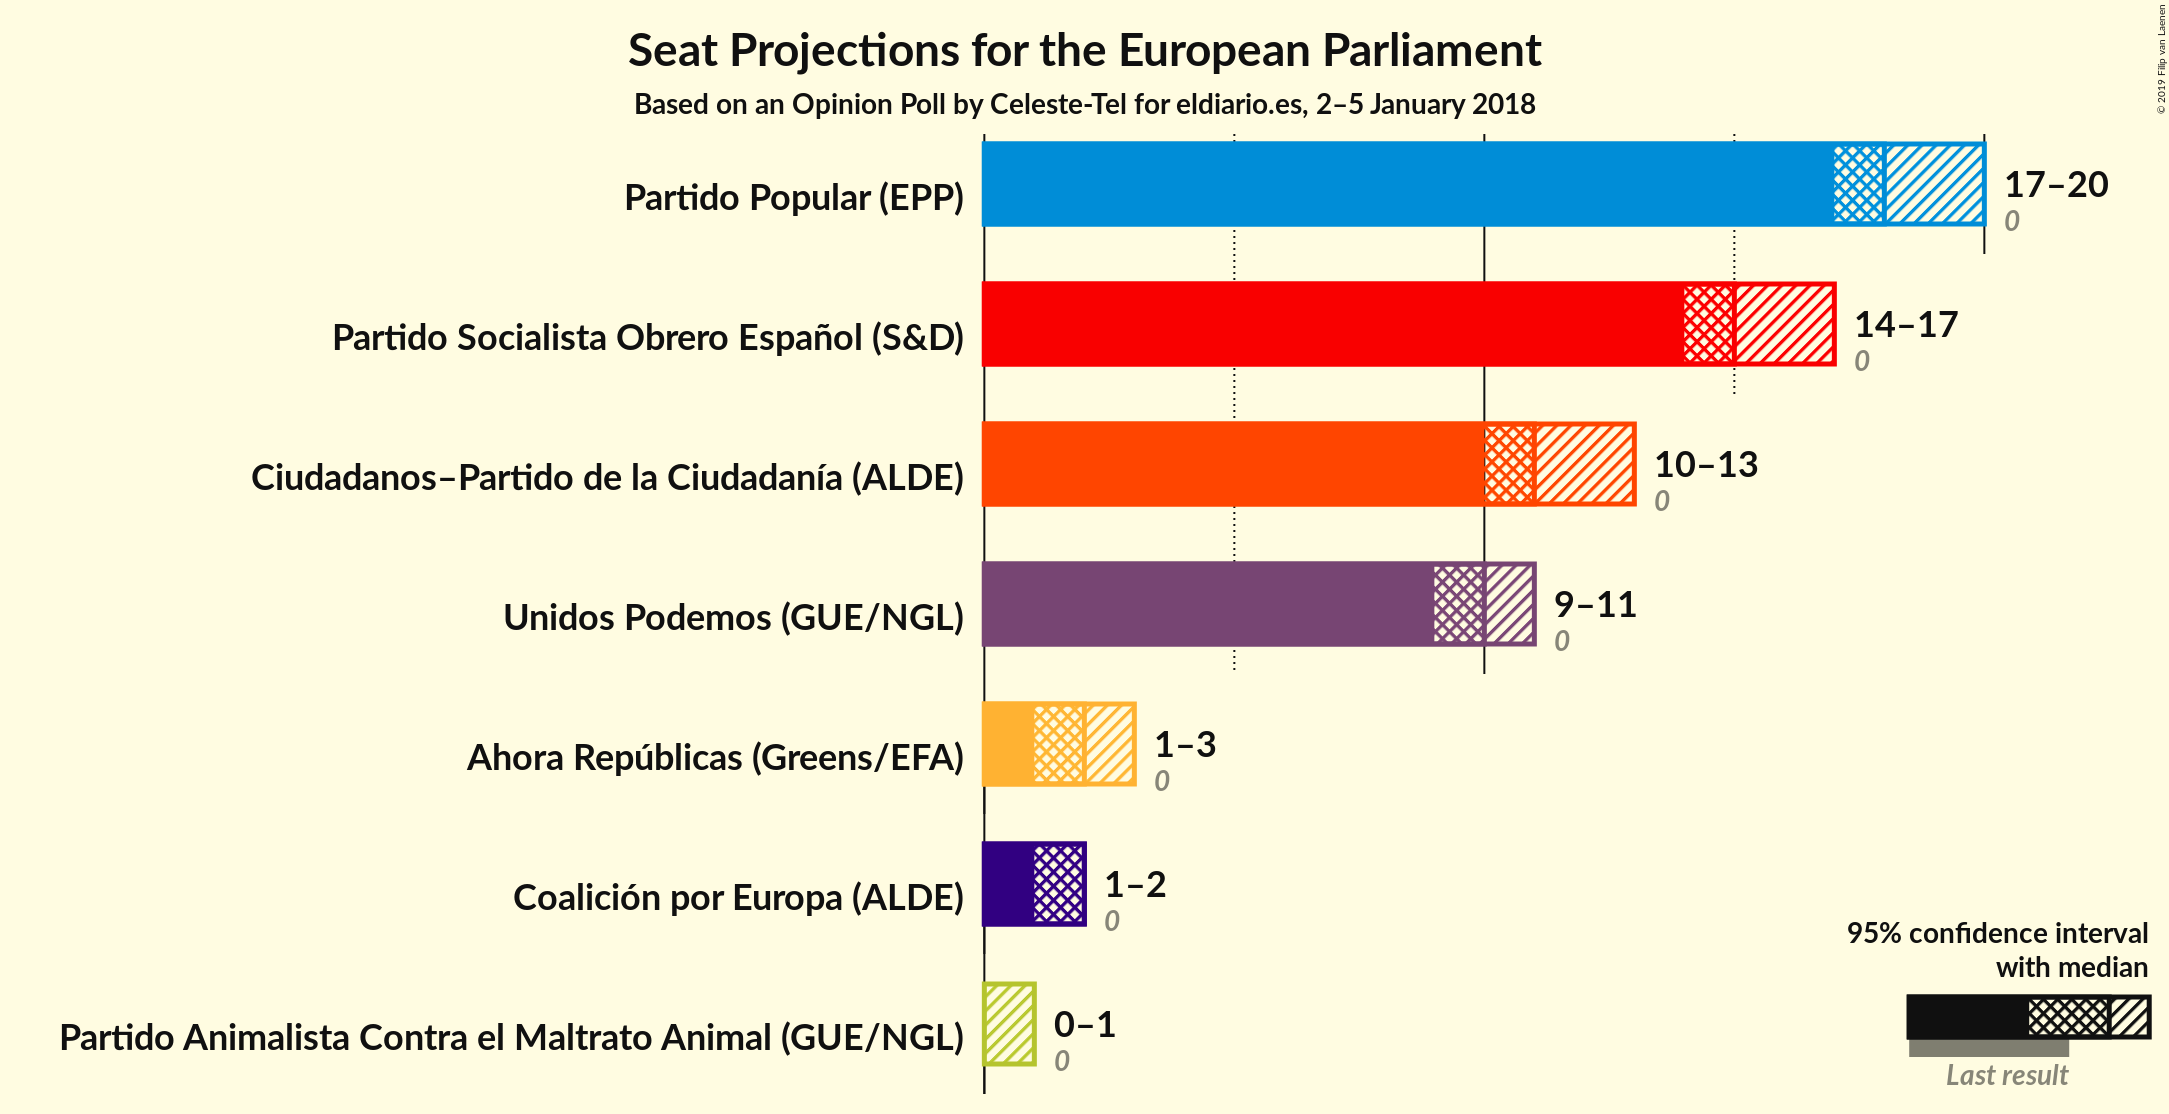 Seat Projections for the European Parliament
Based on an Opinion Poll by Celeste-Tel for eldiario.es, 2–5 January 2018
© 2019 Filip van Laenen
Partido Popular (EPP)
17–20
0
Partido Socialista Obrero Español (S&D)
14–17
0
Ciudadanos–Partido de la Ciudadanía (ALDE)
10–13
0
Unidos Podemos (GUE/NGL)
9–11
0
Ahora Repúblicas (Greens/EFA)
1–3
0
Coalición por Europa (ALDE)
1–2
0
Partido Animalista Contra el Maltrato Animal (GUE/NGL)
0–1
0
95% confidence interval
with median
Last result